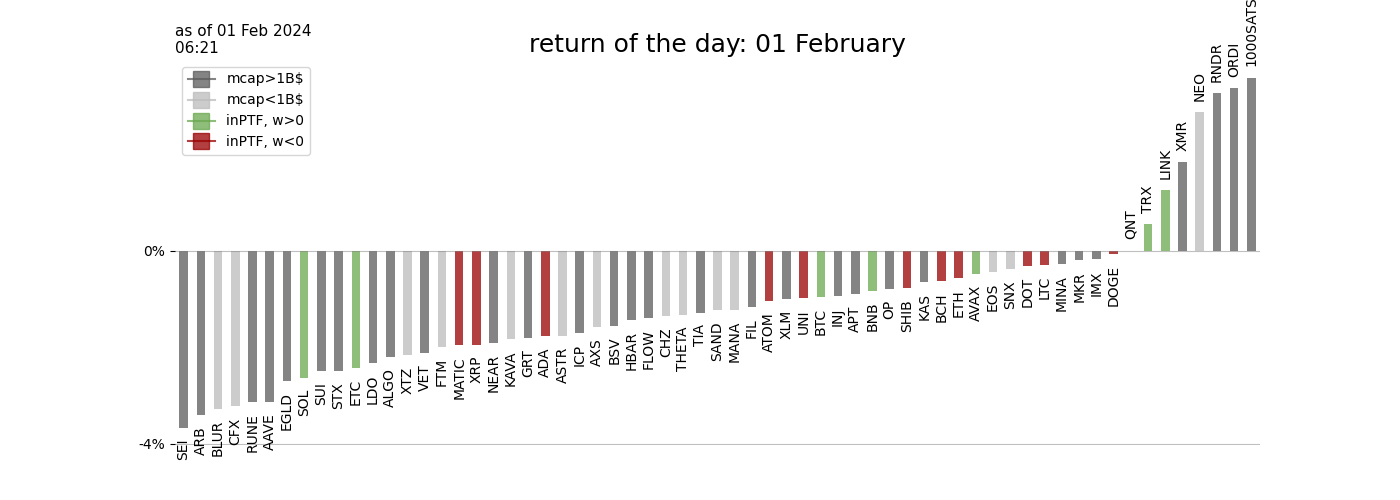 as of 01 Feb 2024
06:21
return of the day: 01 February
mcap>1B$
mcap<1B$
inPTF, w>0
inPTF, w<0
0%
-4%
SEI
ARB
BLUR
CFX
RUNE
AAVE
EGLD
SOL
SUI
STX
ETC
LDO
ALGO
XTZ
VET
FTM
MATIC
XRP
NEAR
KAVA
GRT
ADA
ASTR
ICP
AXS
BSV
HBAR
FLOW
CHZ
THETA
TIA
SAND
MANA
FIL
ATOM
XLM
UNI
BTC
INJ
APT
BNB
OP
SHIB
KAS
BCH
ETH
AVAX
EOS
SNX
DOT
LTC
MINA
MKR
IMX
DOGE
QNT
TRX
LINK
XMR
NEO
RNDR
ORDI
1000SATS